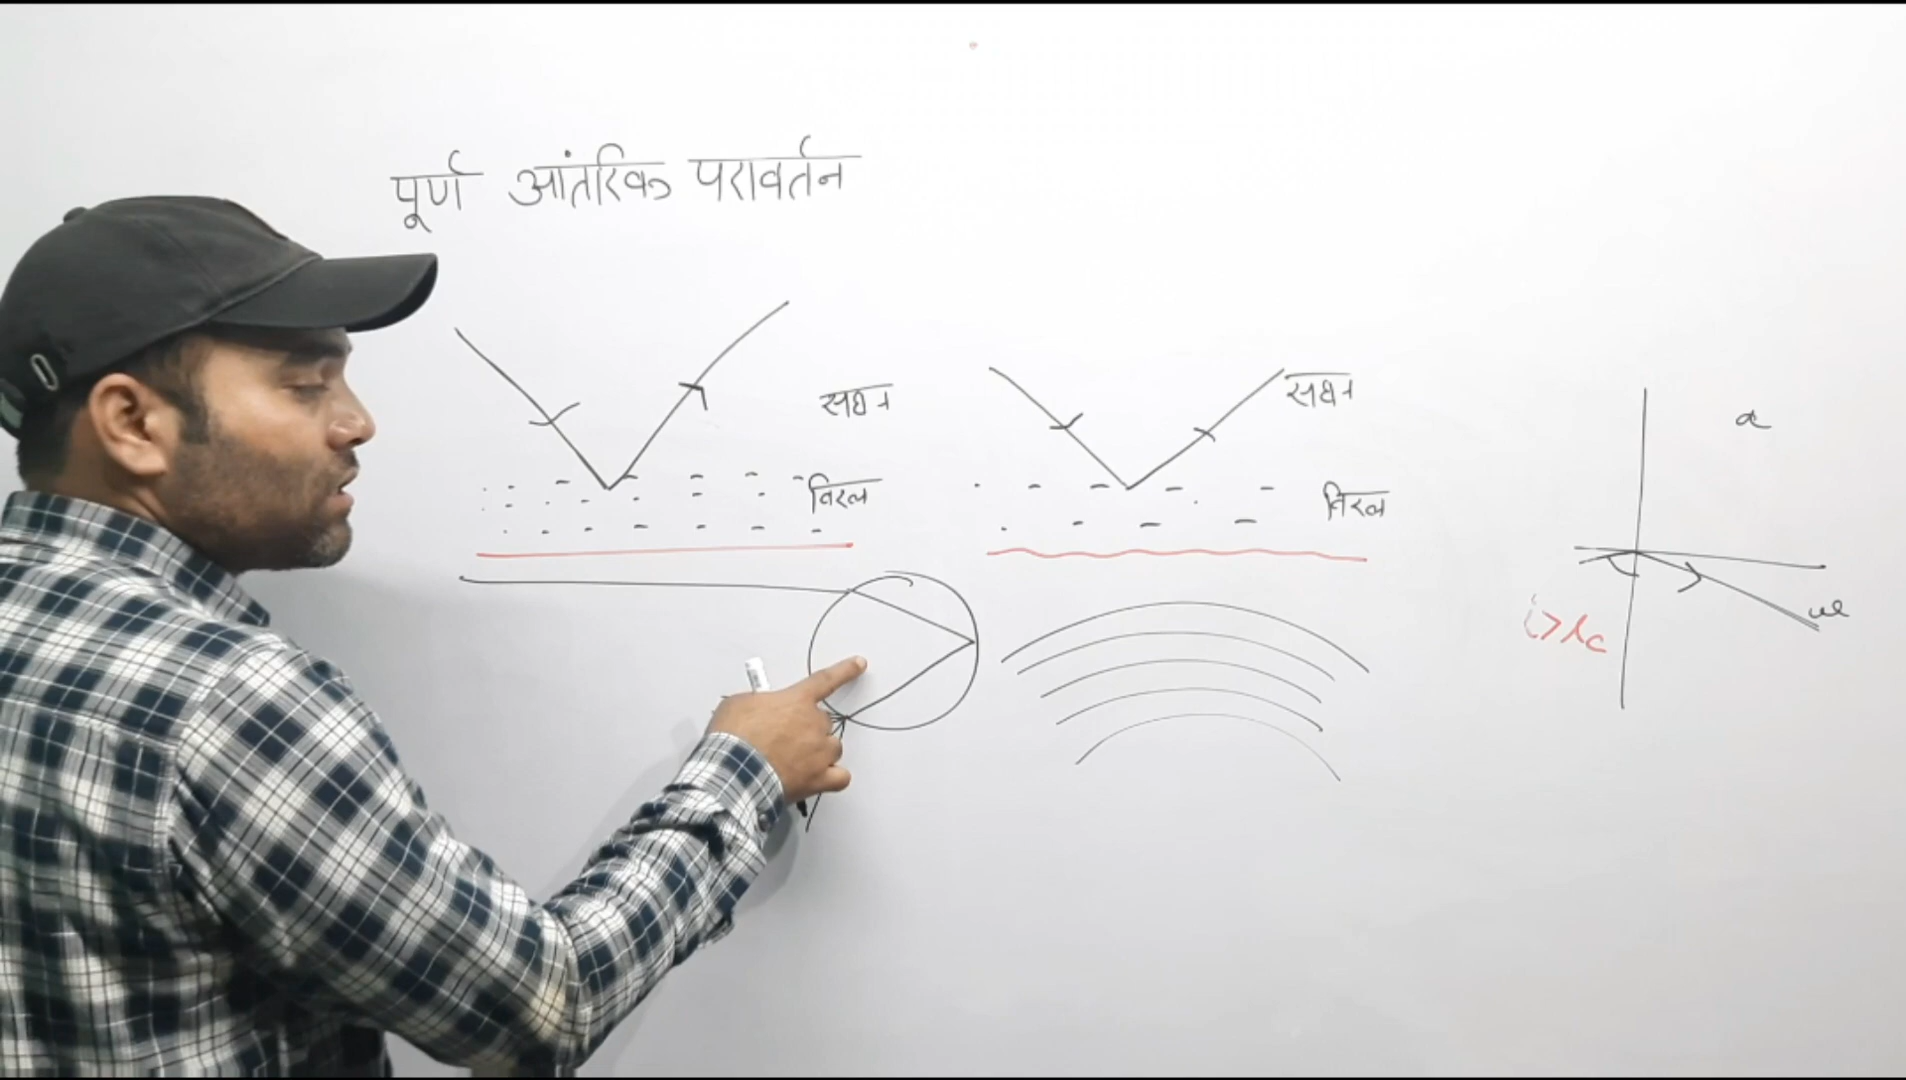 पूर्ण आंतरिक परावर्तन
सघन
विरल
सघन
विरल
a
w
i > ic